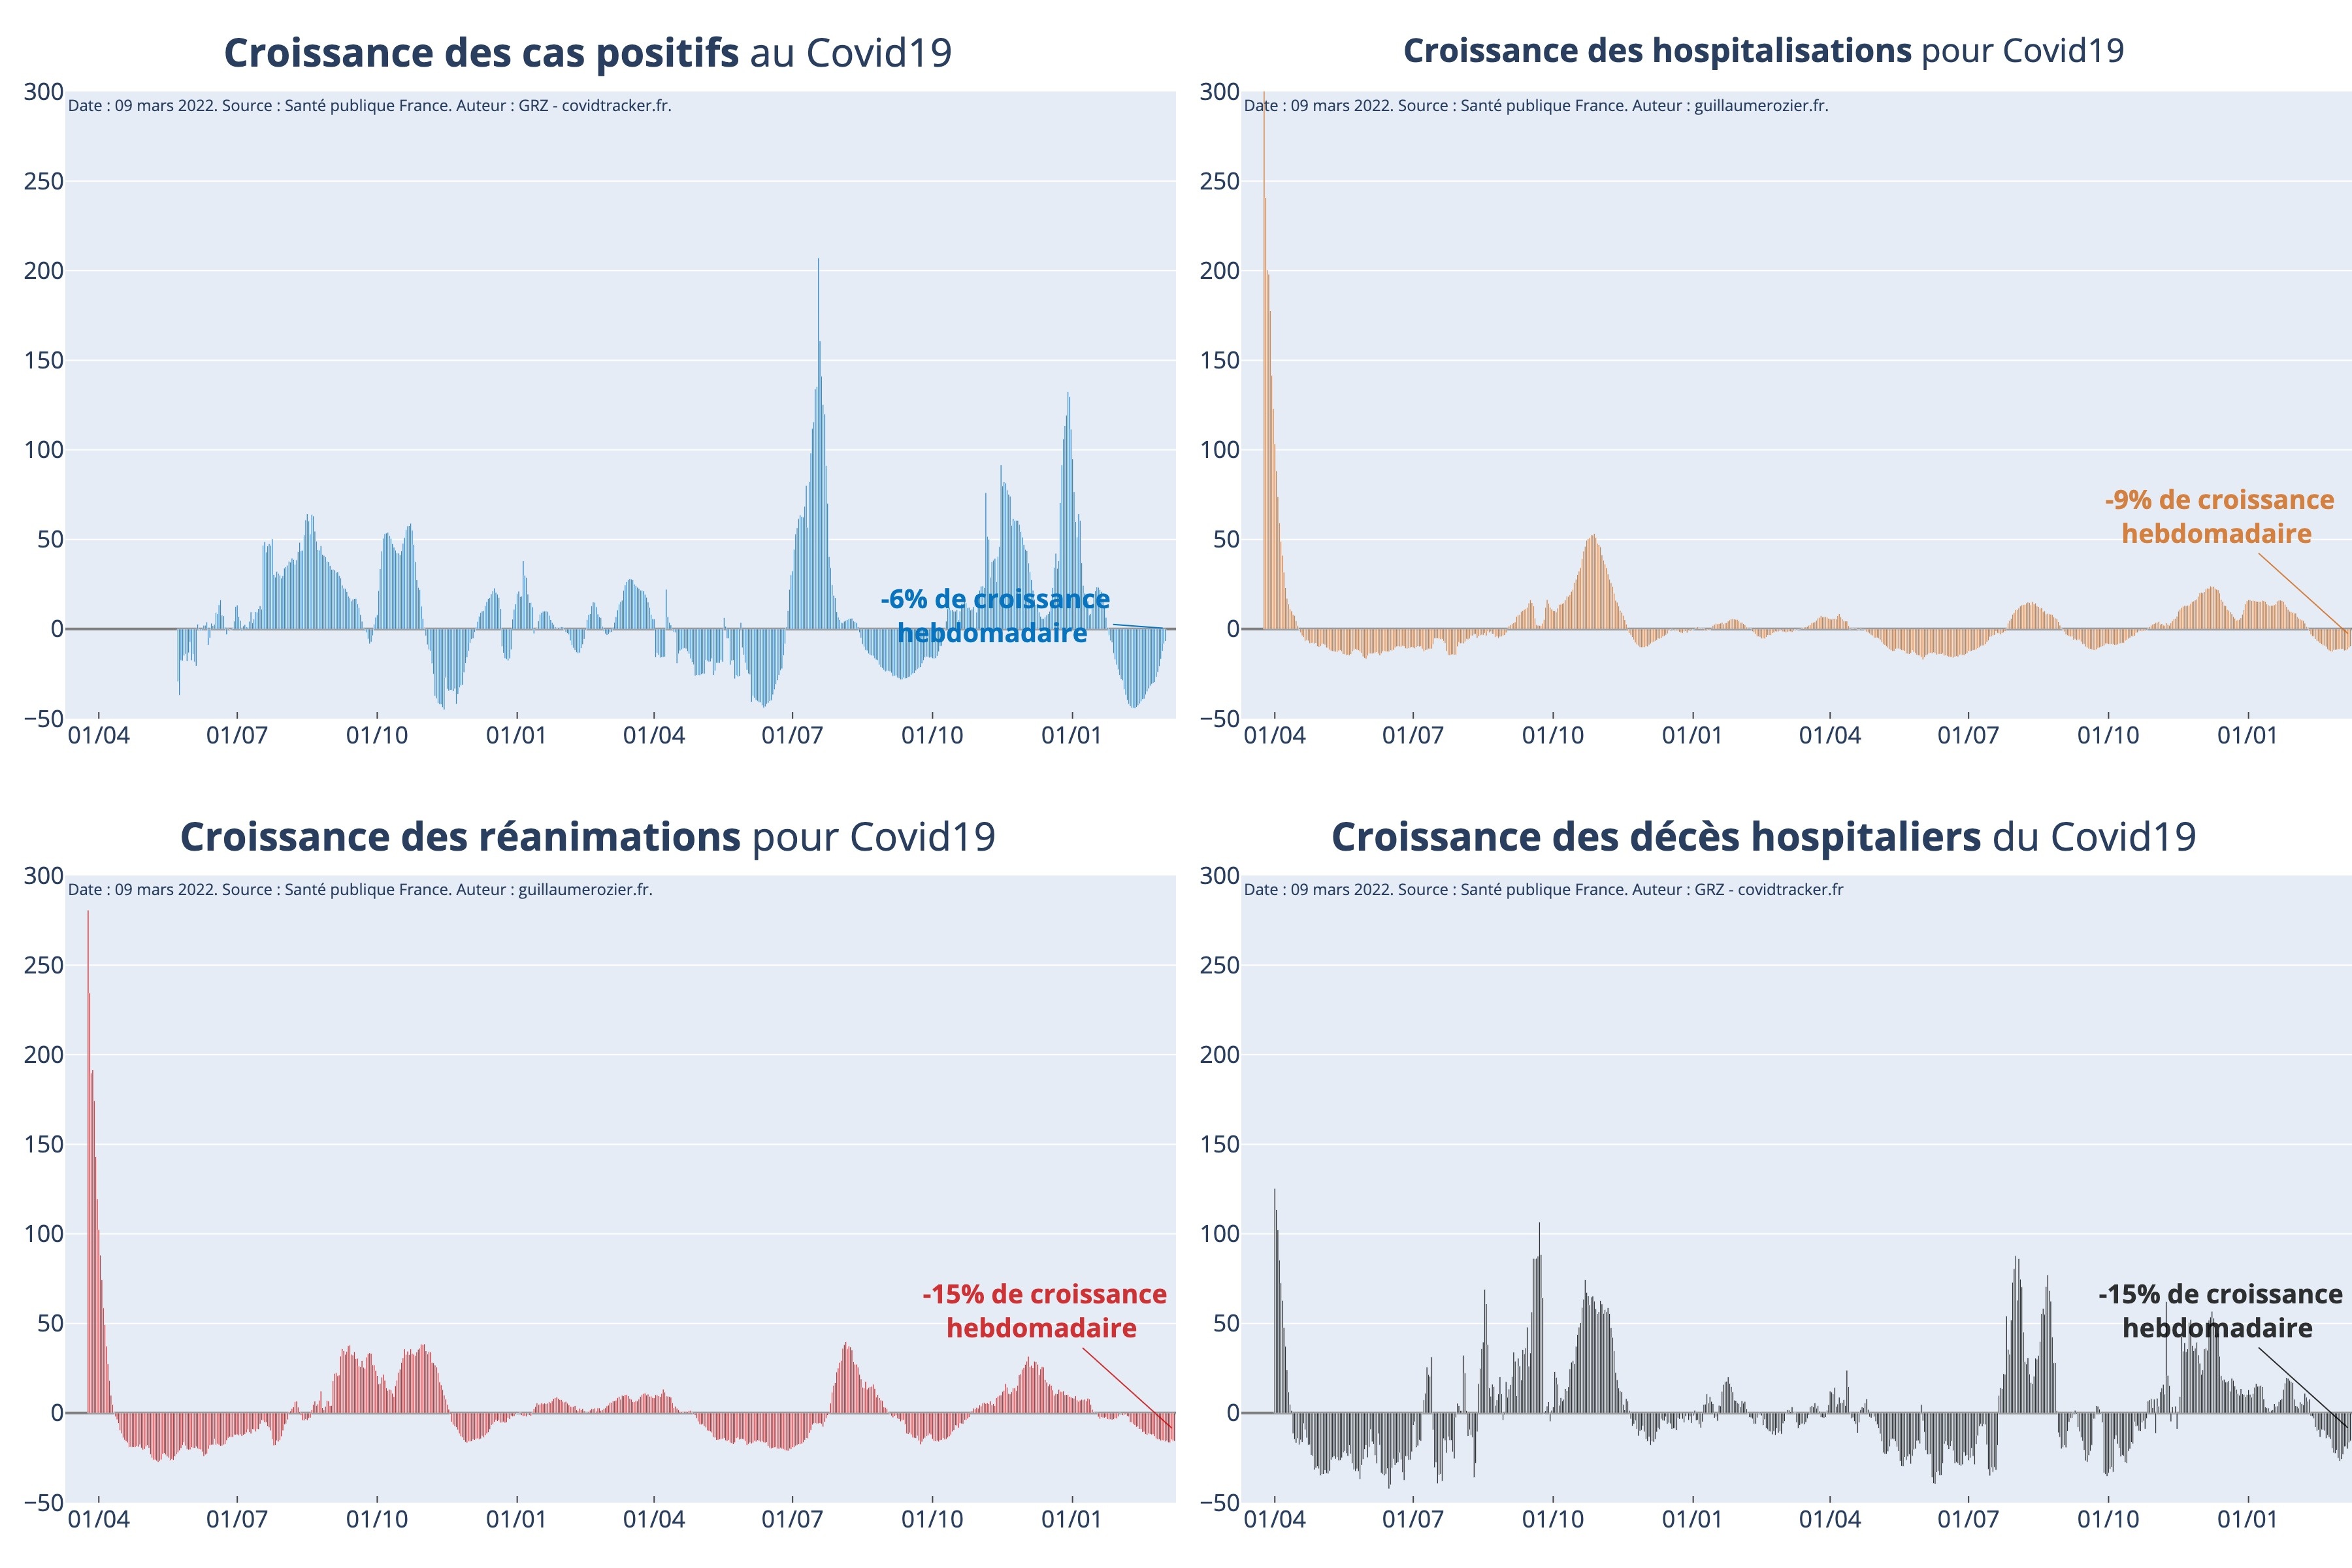 Croissance des cas positifs au Covid19
Date : 09 mars 2022. Source : Santé publique France. Auteur : GRZ - covidtracker.fr.
300
250
200
150
100
50
0
−50
-6% de croissance
hebdomadaire
01/04 01/07 01/10 01/01 01/04 01/07 01/10 01/01
Croissance des hospitalisations pour Covid19
Date : 09 mars 2022. Source : Santé publique France. Auteur : guillaumerozier.fr.
300
250
200
150
100
50
0
−50
-9% de croissance
hebdomadaire
01/04 01/07 01/10 01/01 01/04 01/07 01/10 01/01
Croissance des réanimations pour Covid19
Date : 09 mars 2022. Source : Santé publique France. Auteur : guillaumerozier.fr.
300
250
200
150
100
50
0
−50
-15% de croissance
hebdomadaire
01/04 01/07 01/10 01/01 01/04 01/07 01/10 01/01
Croissance des décès hospitaliers du Covid19
Date : 09 mars 2022. Source : Santé publique France. Auteur : GRZ - covidtracker.fr
300
250
200
150
100
50
0
−50
-15% de croissance
hebdomadaire
01/04 01/07 01/10 01/01 01/04 01/07 01/10 01/01